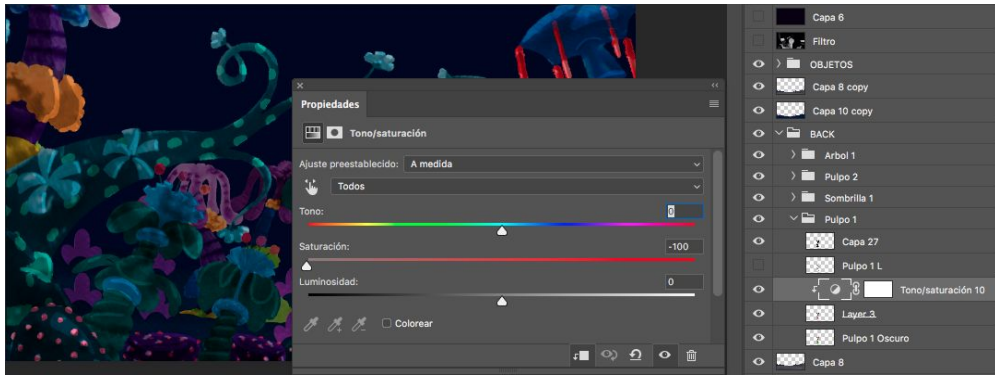 Propiedades
Tono/saturación
Ajuste preestablecido: A medida
Todos
Tono: 0
Saturación: -100
Luminosidad: 0
Colorear
Capa 6
Filtro
OBJETOS
Capa 8 copy
Capa 10 copy
BACK
Arbol 1
Pulpo 2
Sombrilla 1
Pulpo 1
Capa 27
Pulpo 1 L
Tono/saturación 10
Layer 3
Pulpo 1 Oscuro
Capa 8